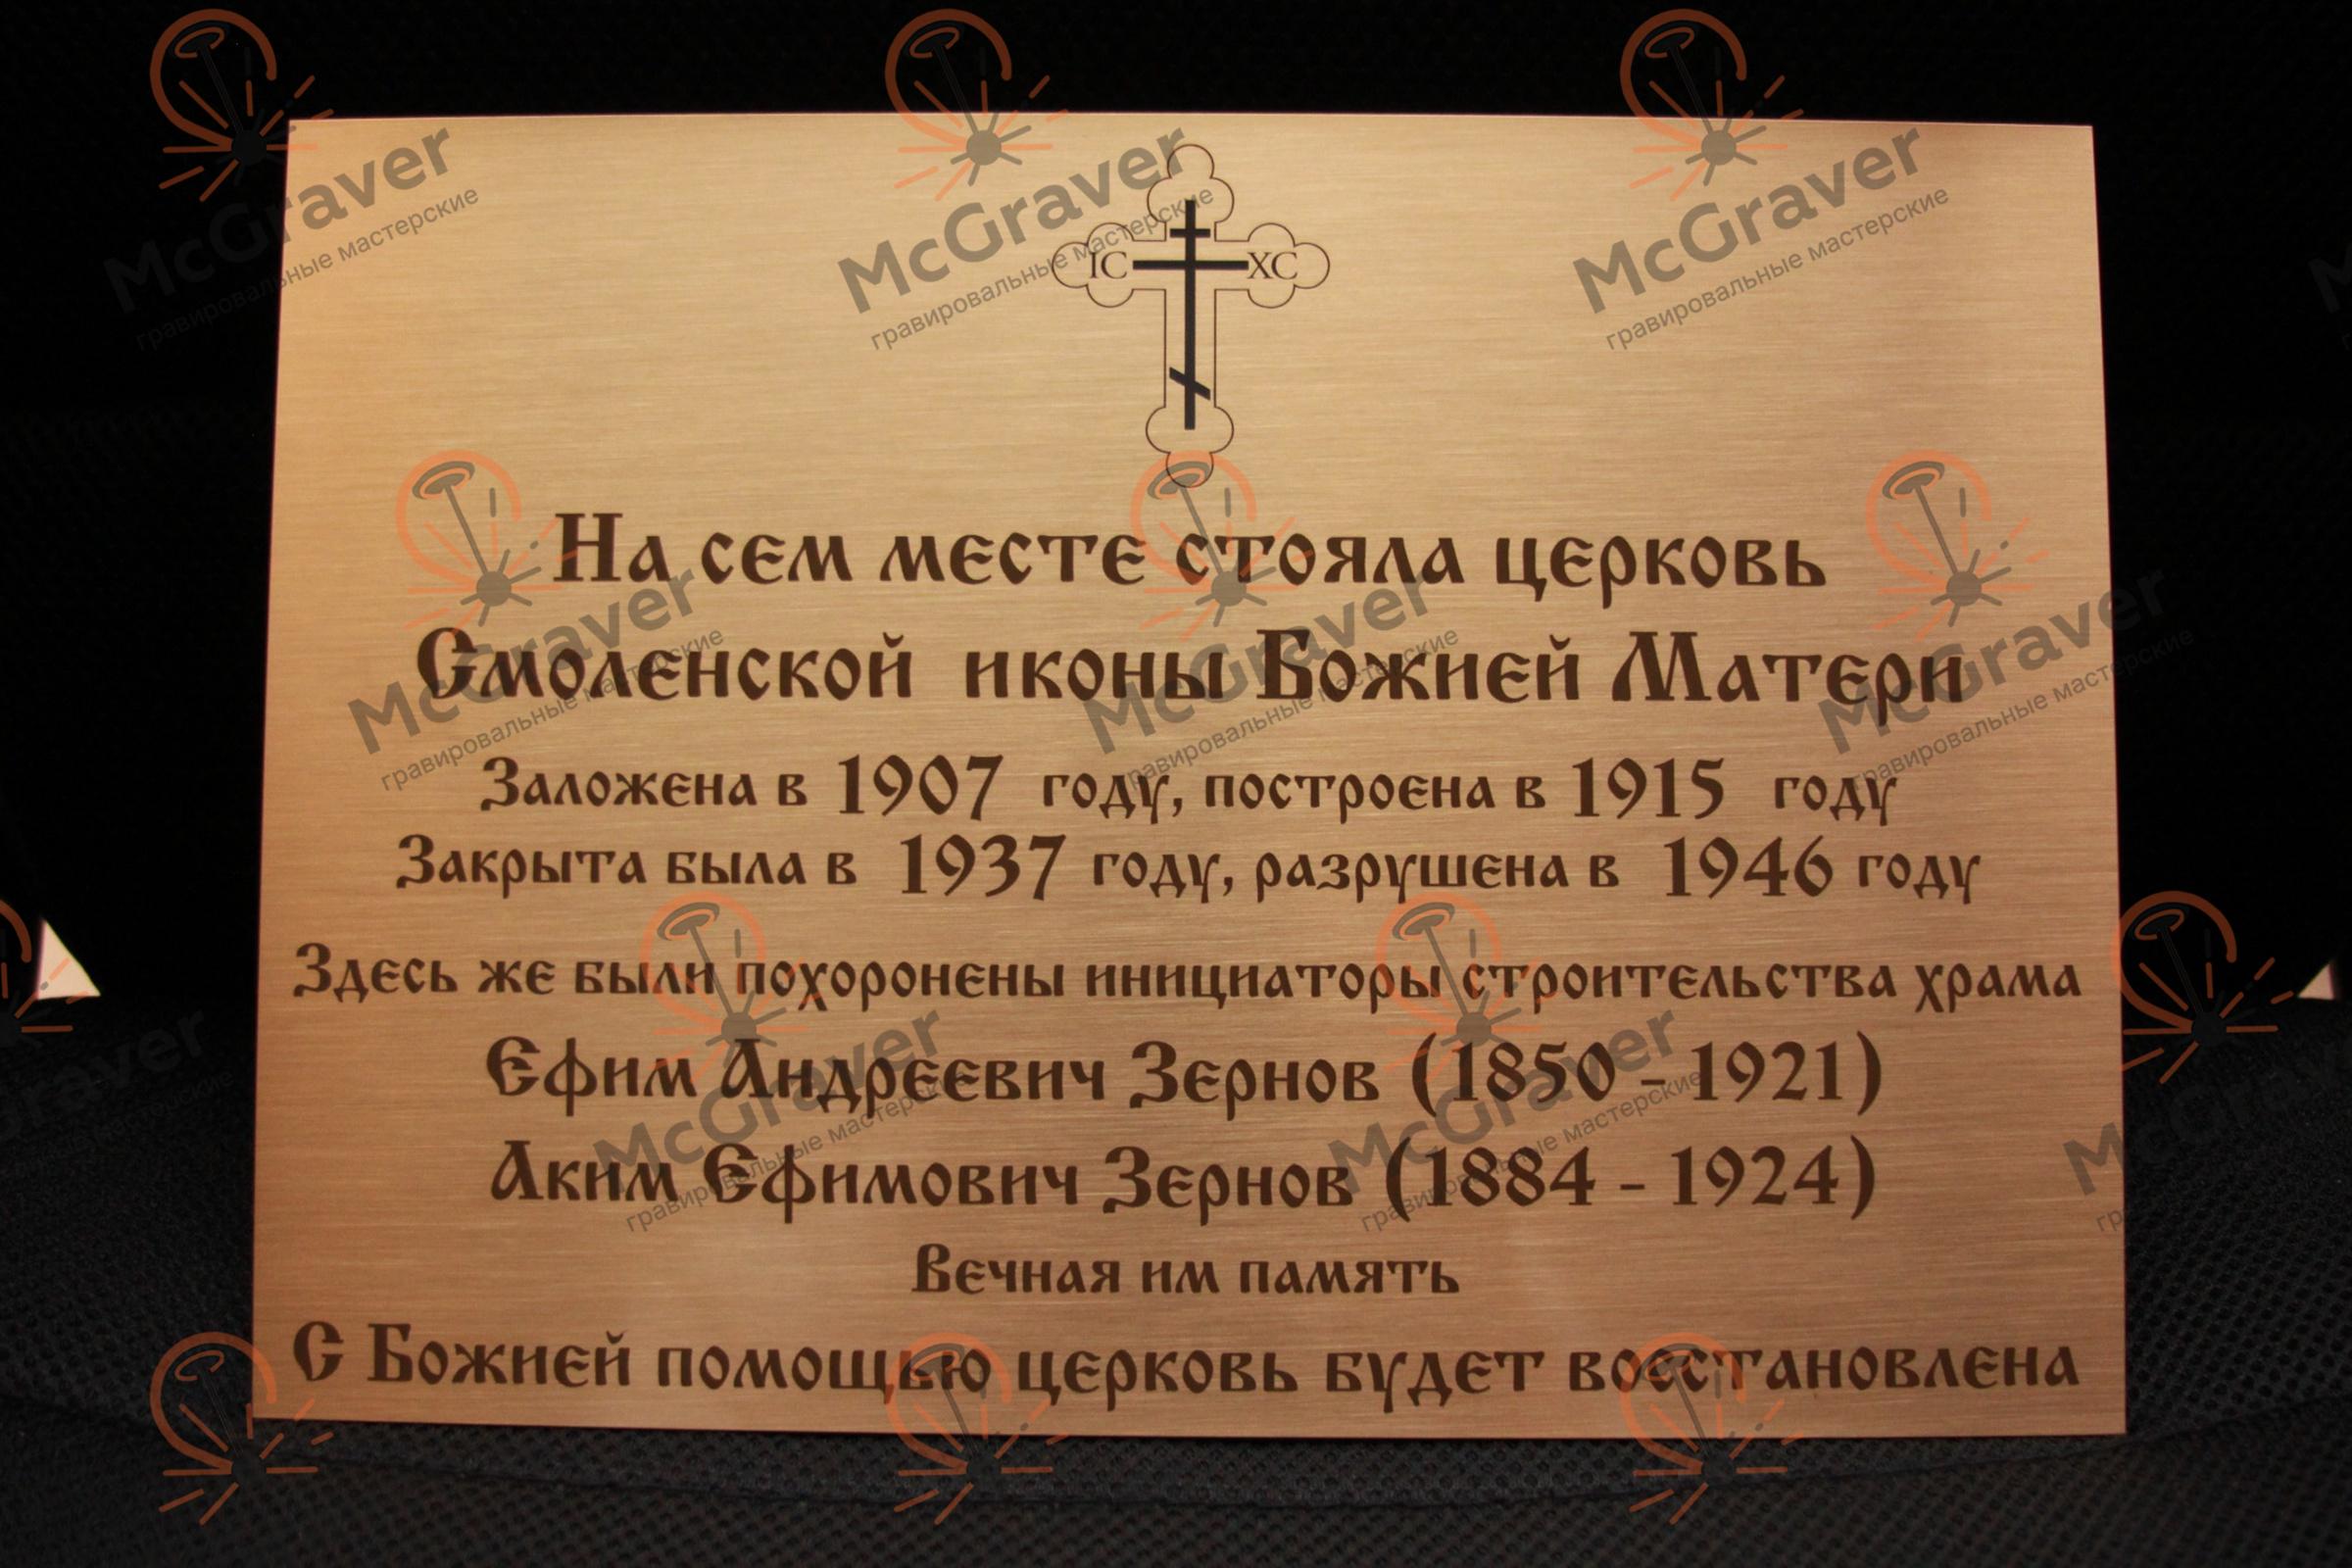 IC XC
На сем месте стояла церковь
Смоленской иконы Божией Матери
Заложена в 1907 году, построена в 1915 году
Закрыта была в 1937 году, разрушена в 1946 году
Здесь же были похоронены инициаторы строительства храма
Ефим Андреевич Зернов (1850 - 1921)
Аким Ефимович Зернов (1884 - 1924)
Вечная им память
С Божией помощью церковь будет восстановлена
McGraver
гравировальные мастерские